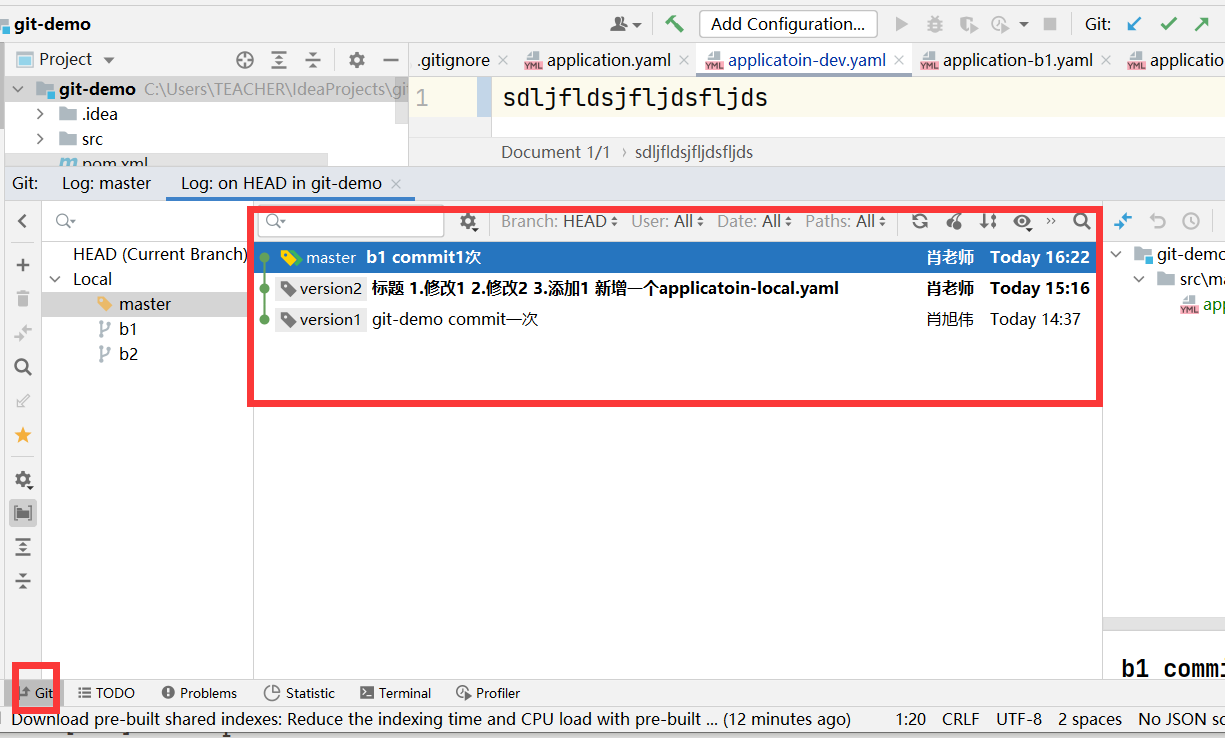 git-demo
Add Configuration...
Git:
Project
.gitignore
application.yaml
applicatoin-dev.yaml
application-b1.yaml
applicatio
git-demo C:\Users\TEACHER\IdeaProjects\gi
1
sdljfldsjfljdsfljds
.idea
src
pom.xml
Document 1/1 › sdljfldsjfljdsfljds
Git: Log: master Log: on HEAD in git-demo
Branch: HEAD User: All Date: All Paths: All
HEAD (Current Branch)
Local
master
b1
b2
master b1 commit1次 肖老师 Today 16:22
version2 标题 1.修改1 2.修改2 3.添加1 新增一个applicatoin-local.yaml 肖老师 Today 15:16
version1 git-demo commit一次 肖旭伟 Today 14:37
git-demo
src\ma
app
b1 commi
Git TODO Problems Statistic Terminal Profiler
Download pre-built shared indexes: Reduce the indexing time and CPU load with pre-built ... (12 minutes ago) 1:20 CRLF UTF-8 2 spaces No JSON sc